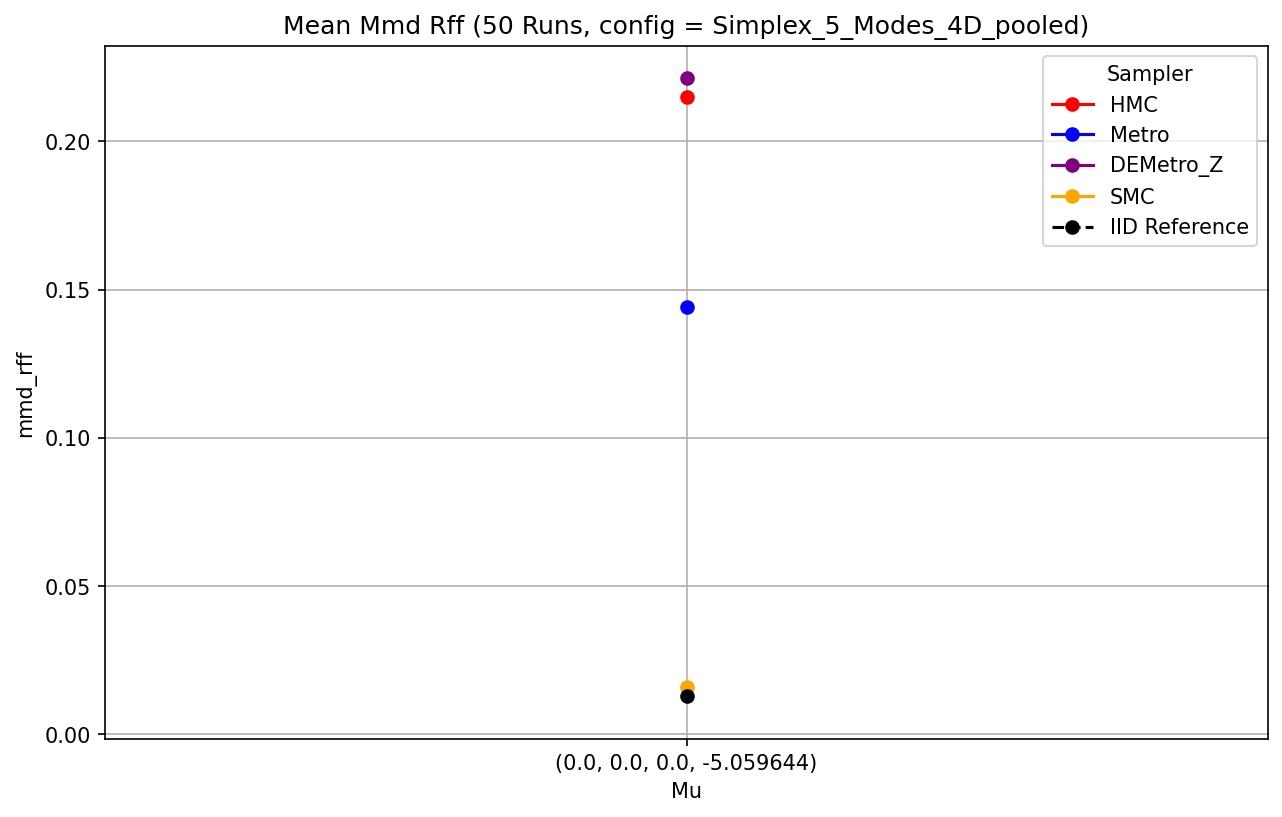 Mean Mmd Rff (50 Runs, config = Simplex_5_Modes_4D_pooled)
Sampler
HMC
Metro
DEMetro_Z
SMC
IID Reference
0.20
0.15
0.10
0.05
0.00
mmd_rff
(0.0, 0.0, 0.0, -5.059644)
Mu